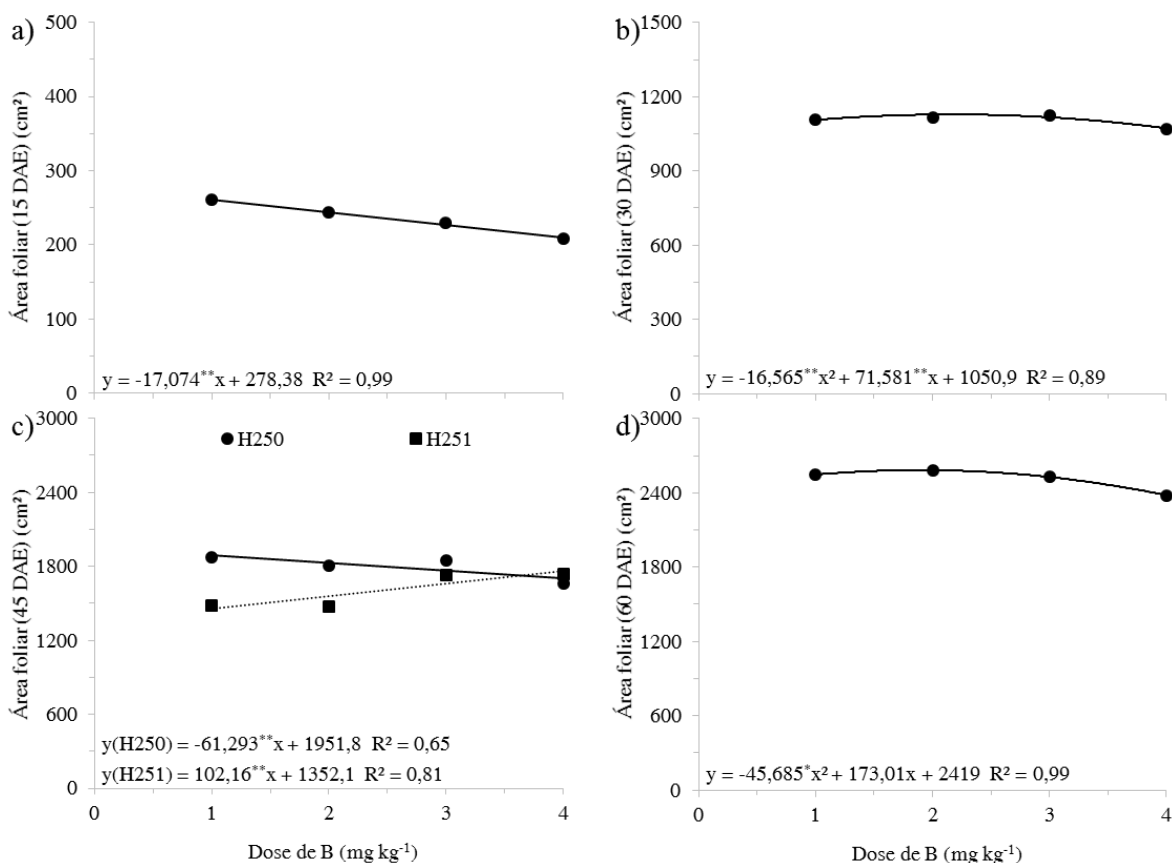 a)
500
400
300
200
100
0
Área foliar (15 DAE) (cm²)
y = -17,074**x + 278,38 R² = 0,99
b)
1500
1200
900
600
300
0
Área foliar (30 DAE) (cm²)
y = -16,565**x² + 71,581**x + 1050,9 R² = 0,89
c)
3000
2400
1800
1200
600
0
Área foliar (45 DAE) (cm²)
H250 H251
y(H250) = -61,293**x + 1951,8 R² = 0,65
y(H251) = 102,16**x + 1352,1 R² = 0,81
0 1 2 3 4
Dose de B (mg kg⁻¹)
d)
3000
2400
1800
1200
600
0
Área foliar (60 DAE) (cm²)
y = -45,685*x² + 173,01x + 2419 R² = 0,99
0 1 2 3 4
Dose de B (mg kg⁻¹)